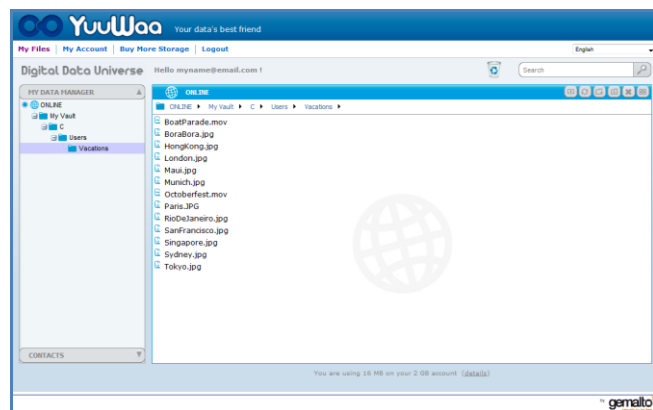 YuuWaa Your data's best friend
My Files | My Account | Buy More Storage | Logout English
Digital Data Universe Hello myname@email.com ! Search
MY DATA MANAGER
ONLINE
My Vault
C
Users
Vacations
CONTACTS
ONLINE
ONLINE My Vault C Users Vacations
BoatParade.mov
BoraBora.jpg
HongKong.jpg
London.jpg
Maui.jpg
Munich.jpg
Octoberfest.mov
Paris.JPG
RioDeJaneiro.jpg
SanFrancisco.jpg
Singapore.jpg
Sydney.jpg
Tokyo.jpg
You are using 16 MB on your 2 GB account (details)
by gemalto